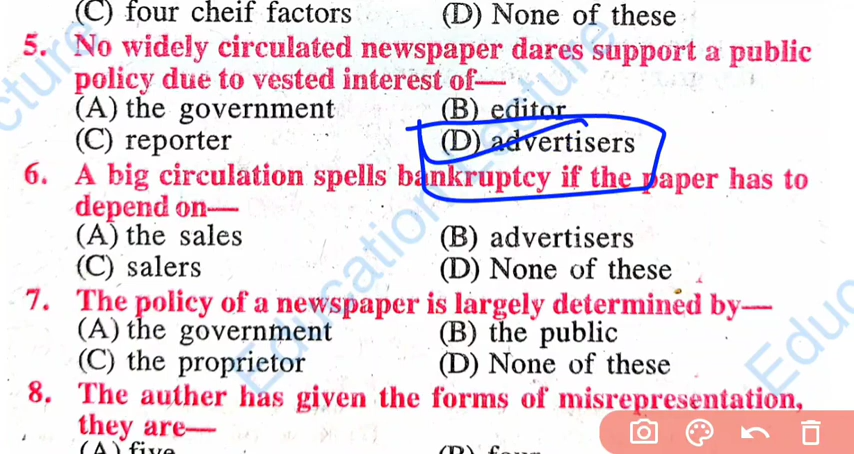 (C) four cheif factors (D) None of these
5. No widely circulated newspaper dares support a public
policy due to vested interest of—
(A) the government (B) editor
(C) reporter (D) advertisers
6. A big circulation spells bankruptcy if the paper has to
depend on—
(A) the sales (B) advertisers
(C) salers (D) None of these
7. The policy of a newspaper is largely determined by—
(A) the government (B) the public
(C) the proprietor (D) None of these
8. The auther has given the forms of misrepresentation,
they are—
(A) five
Education Lecture